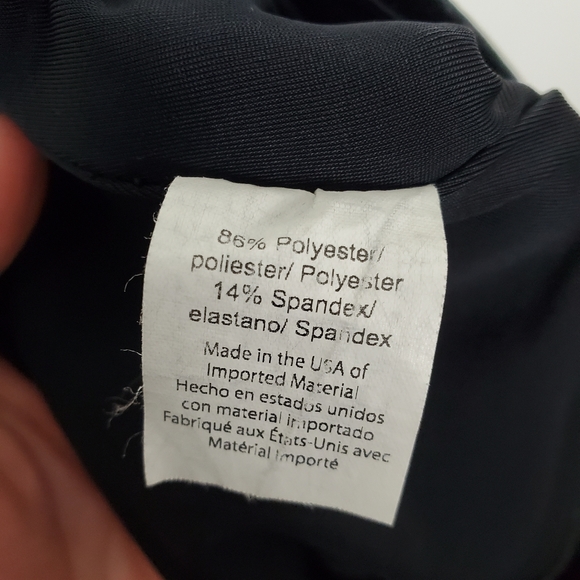 86% Polyester/
poliester/ Polyester
14% Spandex/
elastano/ Spandex
Made in the USA of
Imported Material
Hecho en estados unidos
con material importado
Fabriqué aux États-Unis avec
Matérial Importé